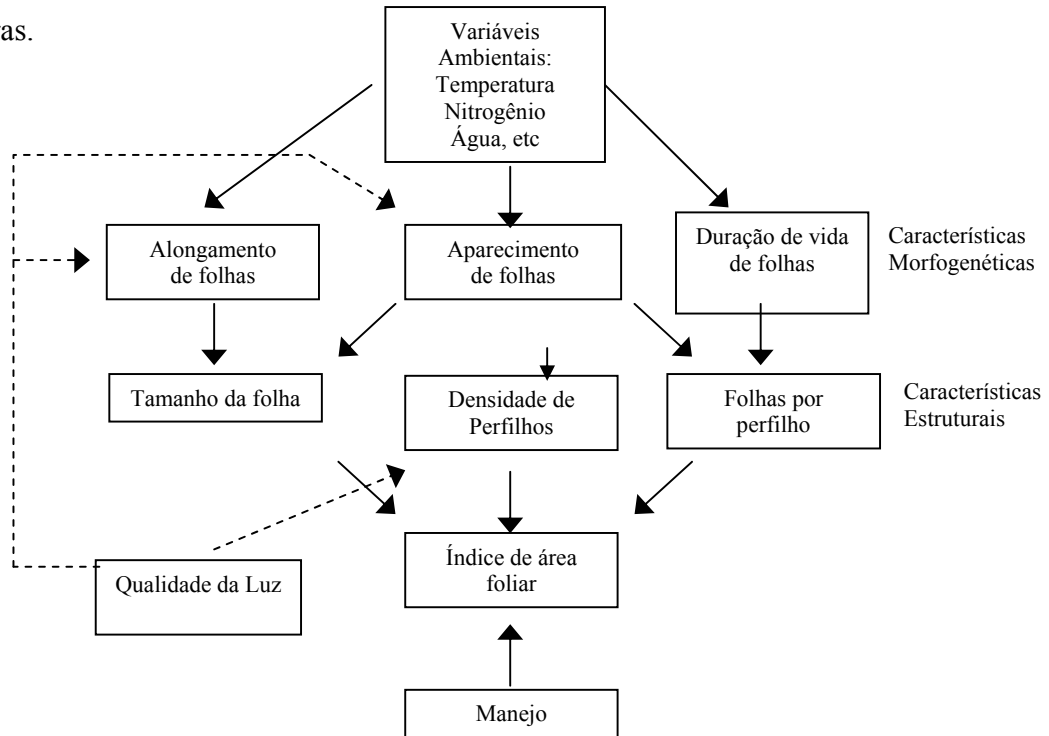 Variáveis
Ambientais:
Temperatura
Nitrogênio
Água, etc
Alongamento
de folhas
Aparecimento
de folhas
Duração de vida
de folhas
Características
Morfogenéticas
Tamanho da folha
Densidade de
Perfilhos
Folhas por
perfilho
Características
Estruturais
Qualidade da Luz
Índice de área
foliar
Manejo